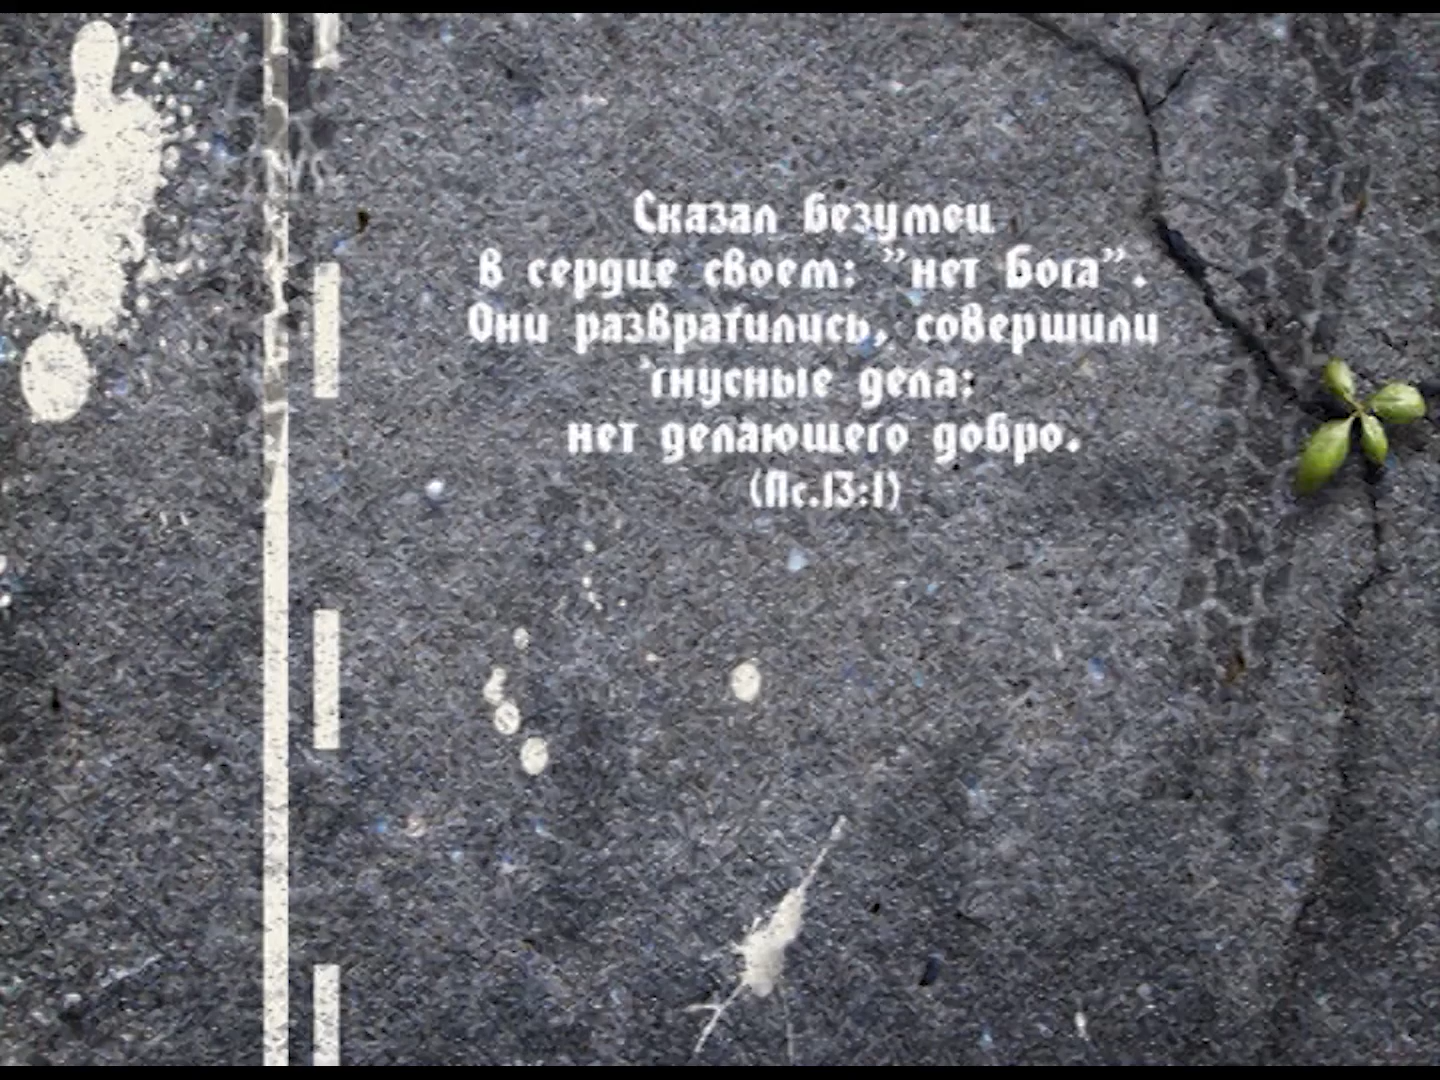 Сказал безумец
в сердце своем: "нет Бога".
Они развратились, совершили
гнусные дела:
нет делающего добро.
(Пс.13:1)